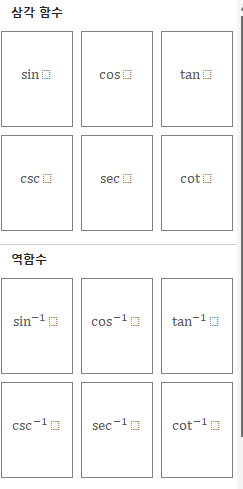 삼각 함수
sin□ cos□ tan□
csc□ sec□ cot□
역함수
sin⁻¹□ cos⁻¹□ tan⁻¹□
csc⁻¹□ sec⁻¹□ cot⁻¹□